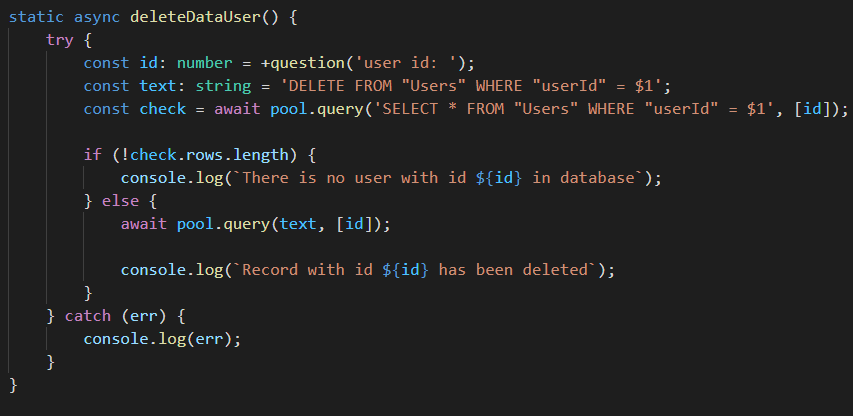 static async deleteDataUser() {
    try {
        const id: number = +question('user id: ');
        const text: string = 'DELETE FROM "Users" WHERE "userId" = $1';
        const check = await pool.query('SELECT * FROM "Users" WHERE "userId" = $1', [id]);

        if (!check.rows.length) {
            console.log(`There is no user with id ${id} in database`);
        } else {
            await pool.query(text, [id]);

            console.log(`Record with id ${id} has been deleted`);
        }
    } catch (err) {
        console.log(err);
    }
}